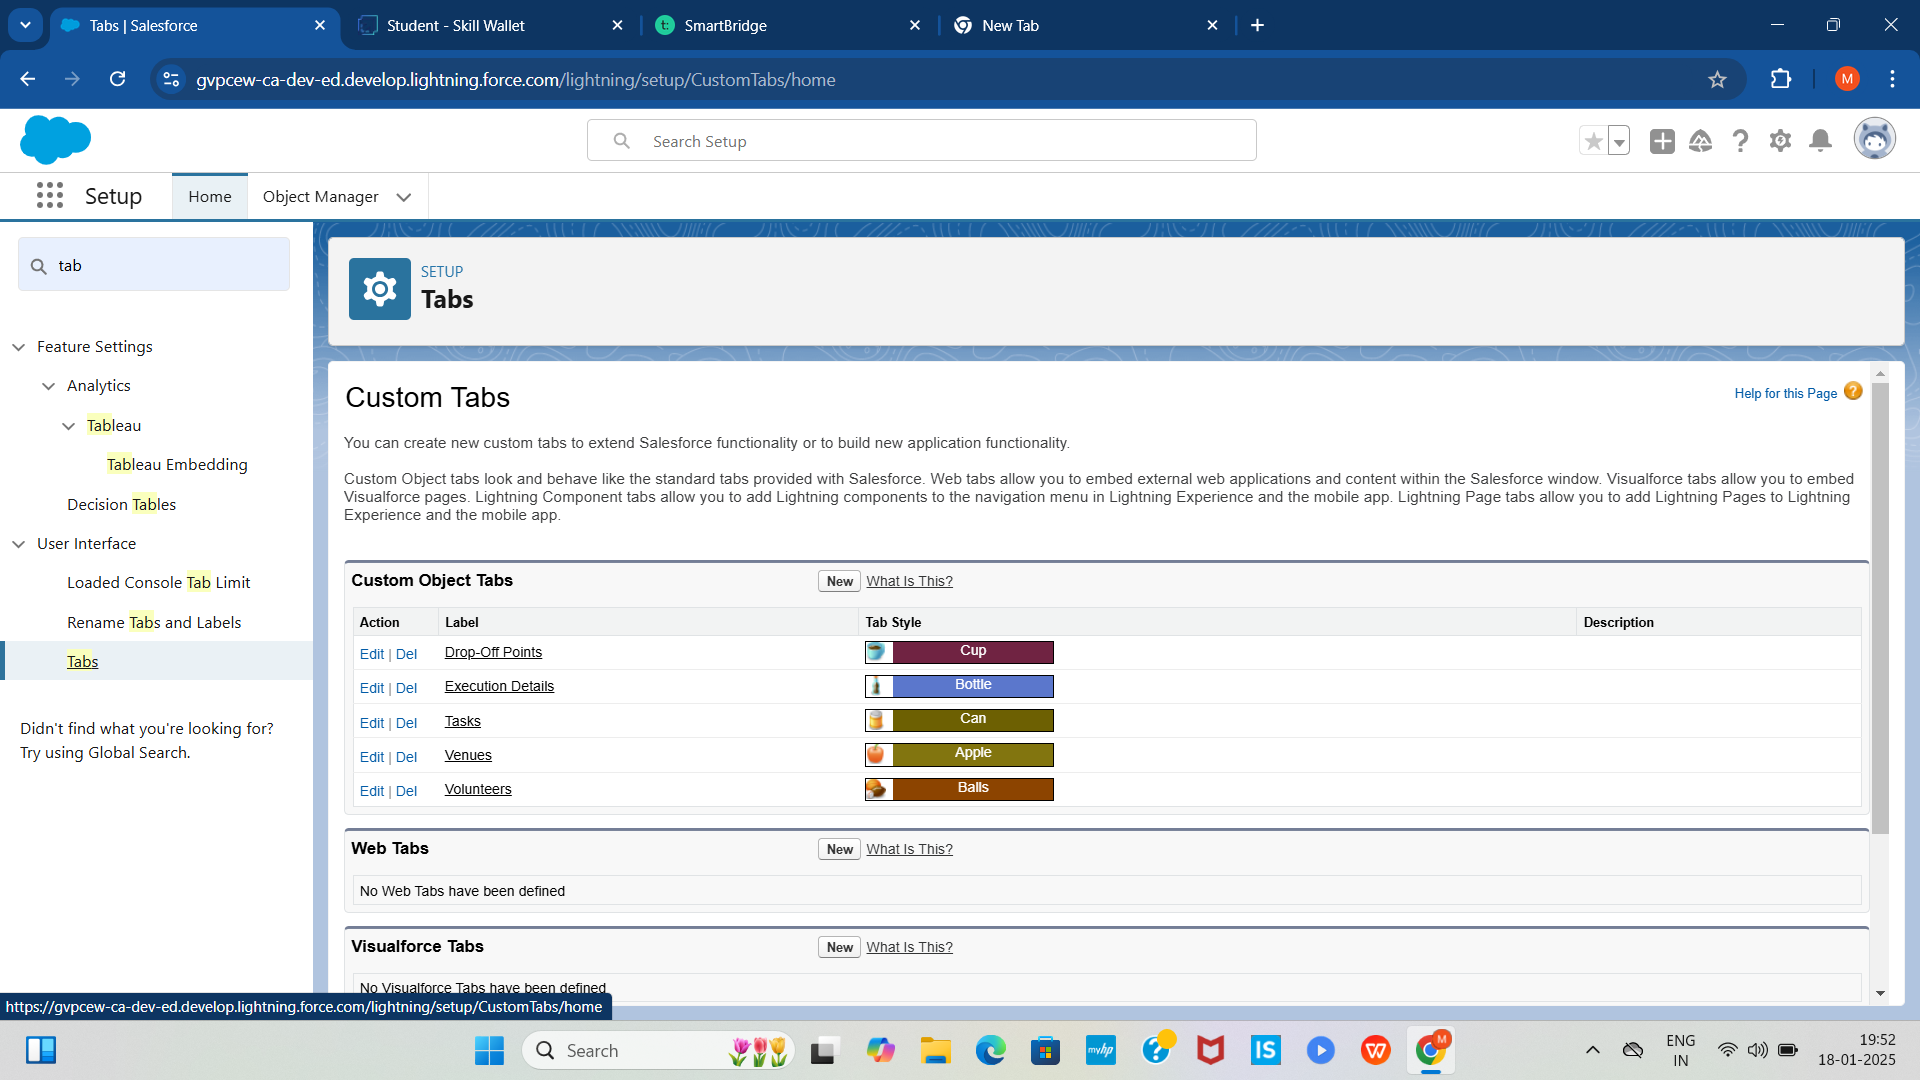 Tabs | Salesforce
Student - Skill Wallet
SmartBridge
New Tab
gvpcew-ca-dev-ed.develop.lightning.force.com/lightning/setup/CustomTabs/home
M
Search Setup
Setup
Home
Object Manager
tab
Feature Settings
Analytics
Tableau
Tableau Embedding
Decision Tables
User Interface
Loaded Console Tab Limit
Rename Tabs and Labels
Tabs
Didn't find what you're looking for?
Try using Global Search.
SETUP
Tabs
Custom Tabs
Help for this Page ?
You can create new custom tabs to extend Salesforce functionality or to build new application functionality.
Custom Object tabs look and behave like the standard tabs provided with Salesforce. Web tabs allow you to embed external web applications and content within the Salesforce window. Visualforce tabs allow you to embed
Visualforce pages. Lightning Component tabs allow you to add Lightning components to the navigation menu in Lightning Experience and the mobile app. Lightning Page tabs allow you to add Lightning Pages to Lightning
Experience and the mobile app.
Custom Object Tabs New What Is This?
Action Label Tab Style Description
Edit | Del Drop-Off Points Cup
Edit | Del Execution Details Bottle
Edit | Del Tasks Can
Edit | Del Venues Apple
Edit | Del Volunteers Balls
Web Tabs New What Is This?
No Web Tabs have been defined
Visualforce Tabs New What Is This?
No Visualforce Tabs have been defined
https://gvpcew-ca-dev-ed.develop.lightning.force.com/lightning/setup/CustomTabs/home
Search
myhp
IS
M
ENG
IN
19:52
18-01-2025